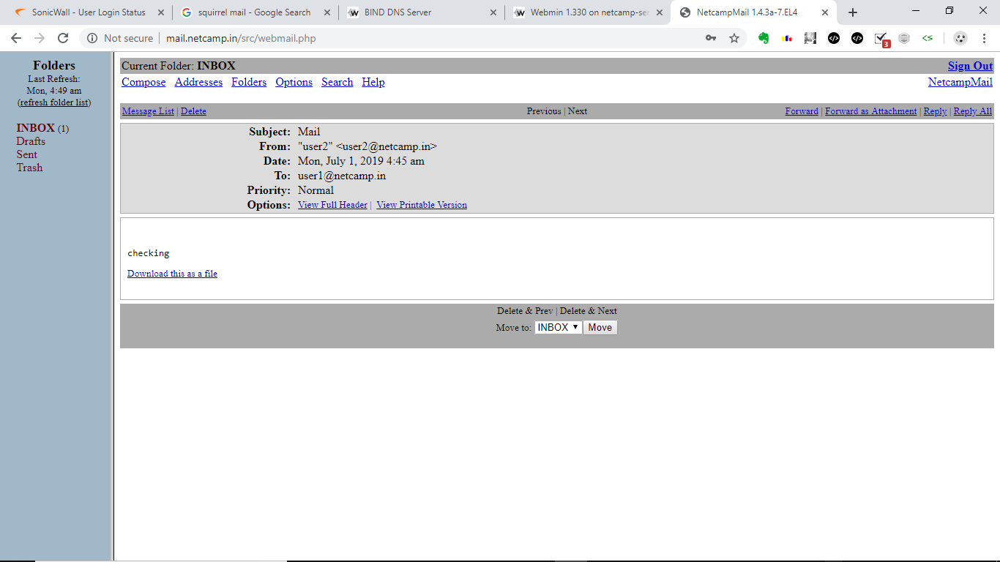 SonicWall - User Login Status
squirrel mail - Google Search
BIND DNS Server
Webmin 1.330 on netcamp-ser
NetcampMail 1.4.3a-7.EL4
Not secure | mail.netcamp.in/src/webmail.php
3
Folders
Last Refresh:
Mon, 4:49 am
(refresh folder list)
INBOX (1)
Drafts
Sent
Trash
Current Folder: INBOX Sign Out
Compose Addresses Folders Options Search Help NetcampMail
Message List | Delete Previous | Next Forward | Forward as Attachment | Reply | Reply All
Subject: Mail
From: "user2" <user2@netcamp.in>
Date: Mon, July 1, 2019 4:45 am
To: user1@netcamp.in
Priority: Normal
Options: View Full Header | View Printable Version
checking
Download this as a file
Delete & Prev | Delete & Next
Move to: INBOX Move